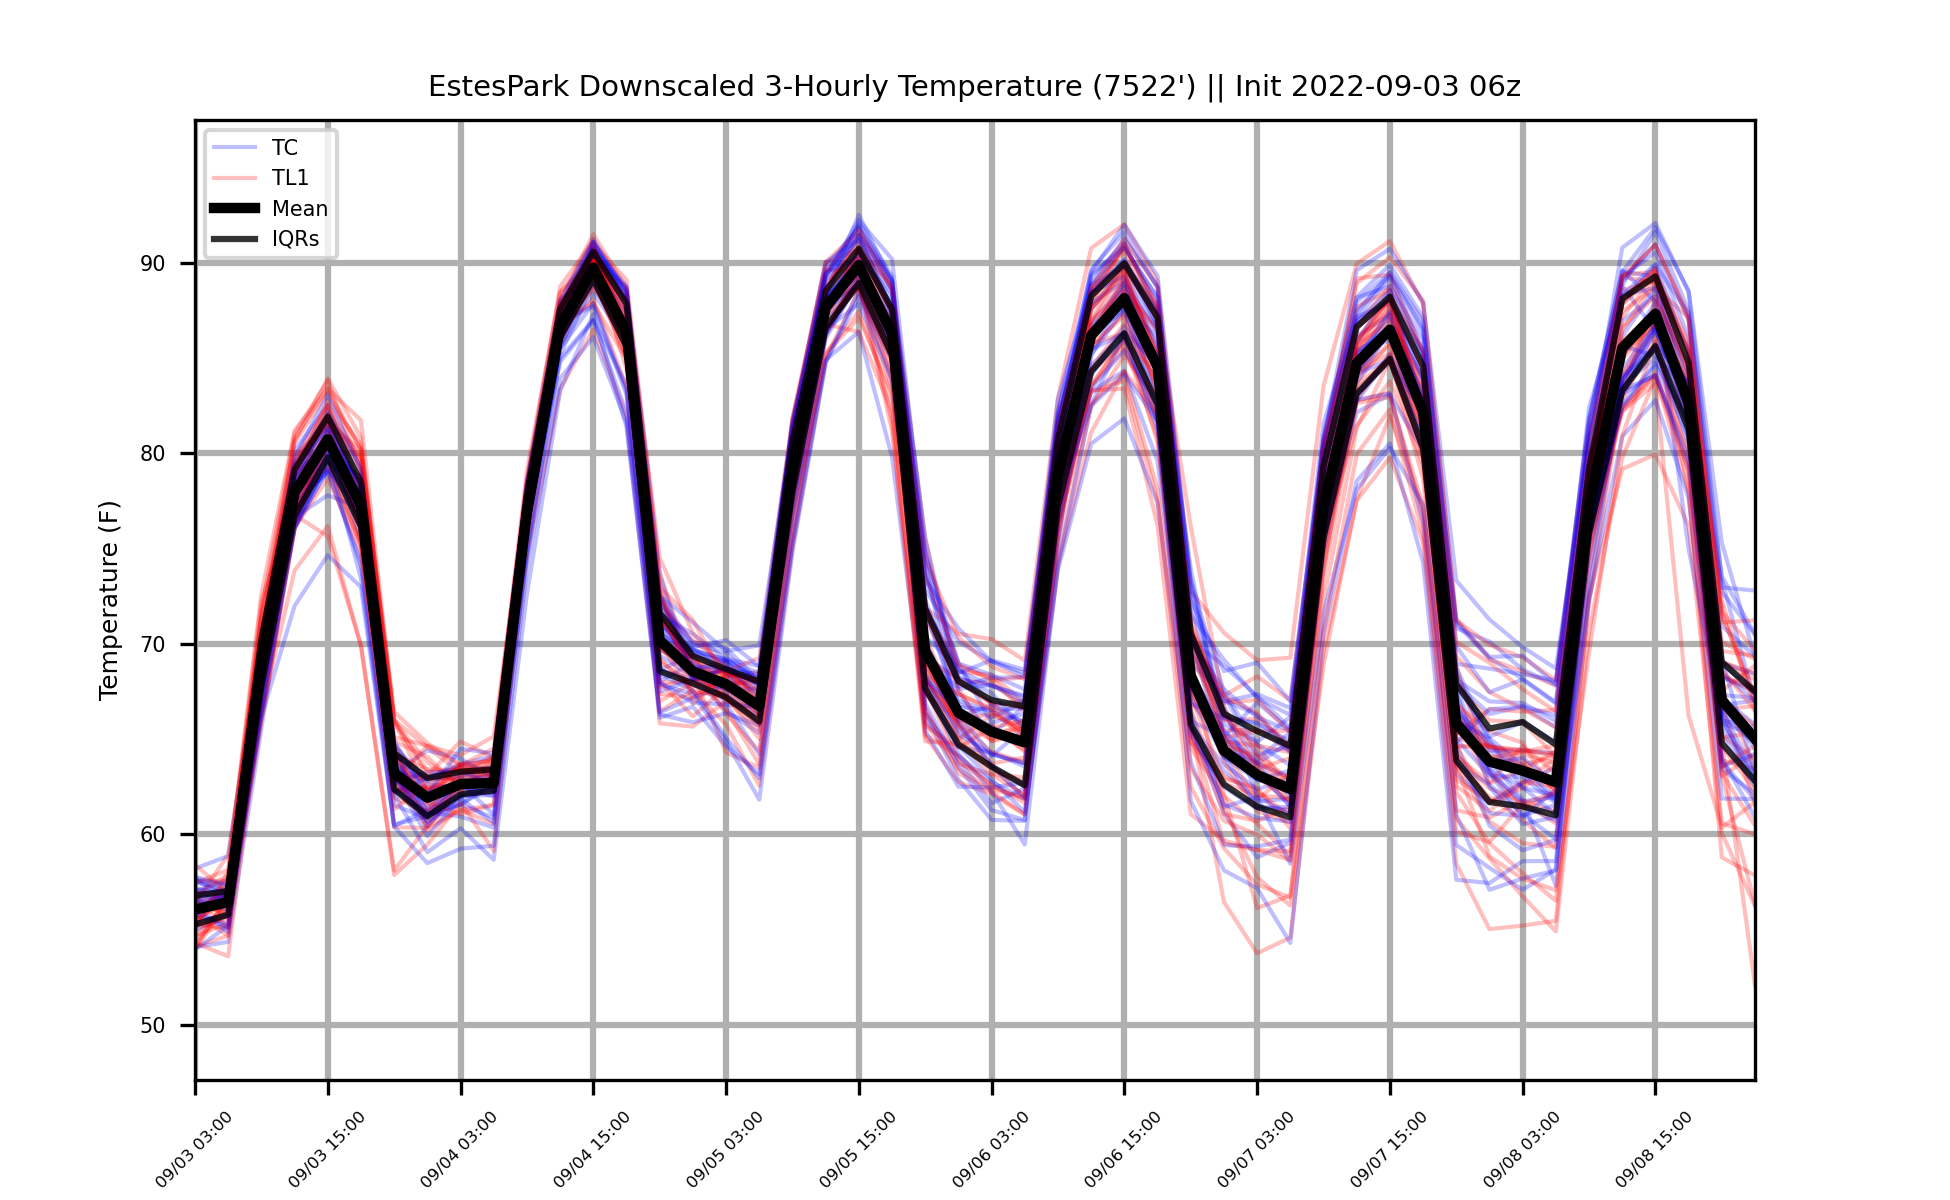 EstesPark Downscaled 3-Hourly Temperature (7522') || Init 2022-09-03 06z
TC
TL1
Mean
IQRs
Temperature (F)
90
80
70
60
50
09/03 03:00
09/03 15:00
09/04 03:00
09/04 15:00
09/05 03:00
09/05 15:00
09/06 03:00
09/06 15:00
09/07 03:00
09/07 15:00
09/08 03:00
09/08 15:00